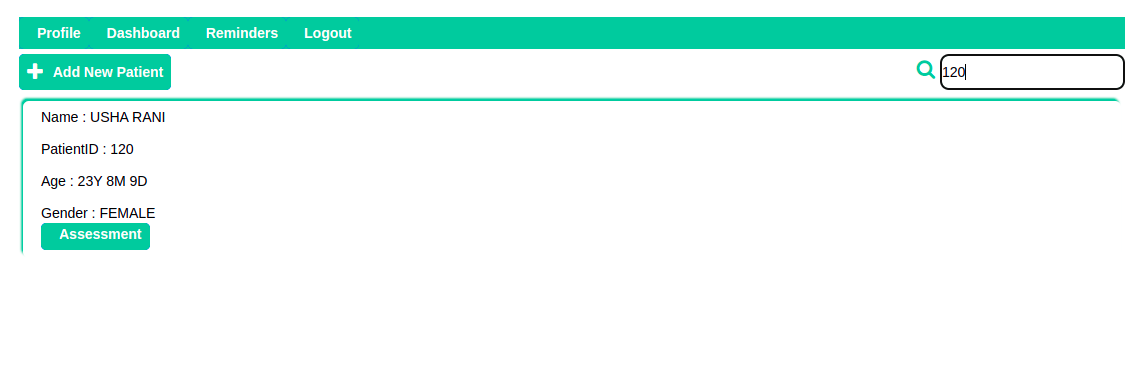 Profile Dashboard Reminders Logout
Add New Patient 120
Name : USHA RANI
PatientID : 120
Age : 23Y 8M 9D
Gender : FEMALE
Assessment